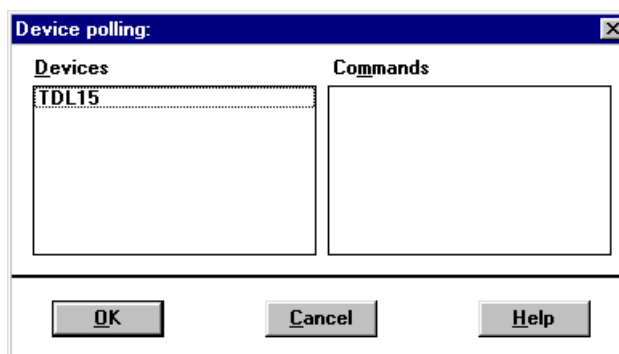 Device polling:
Devices
Commands
TDL15
OK
Cancel
Help